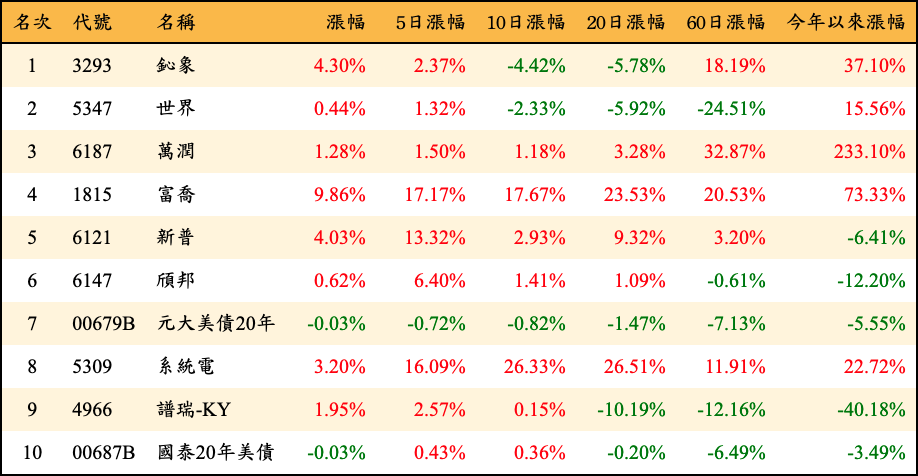 名次 代號 名稱 漲幅 5日漲幅 10日漲幅 20日漲幅 60日漲幅 今年以來漲幅
1 3293 鈊象 4.30% 2.37% -4.42% -5.78% 18.19% 37.10%
2 5347 世界 0.44% 1.32% -2.33% -5.92% -24.51% 15.56%
3 6187 萬潤 1.28% 1.50% 1.18% 3.28% 32.87% 233.10%
4 1815 富喬 9.86% 17.17% 17.67% 23.53% 20.53% 73.33%
5 6121 新普 4.03% 13.32% 2.93% 9.32% 3.20% -6.41%
6 6147 頎邦 0.62% 6.40% 1.41% 1.09% -0.61% -12.20%
7 00679B 元大美債20年 -0.03% -0.72% -0.82% -1.47% -7.13% -5.55%
8 5309 系統電 3.20% 16.09% 26.33% 26.51% 11.91% 22.72%
9 4966 譜瑞-KY 1.95% 2.57% 0.15% -10.19% -12.16% -40.18%
10 00687B 國泰20年美債 -0.03% 0.43% 0.36% -0.20% -6.49% -3.49%